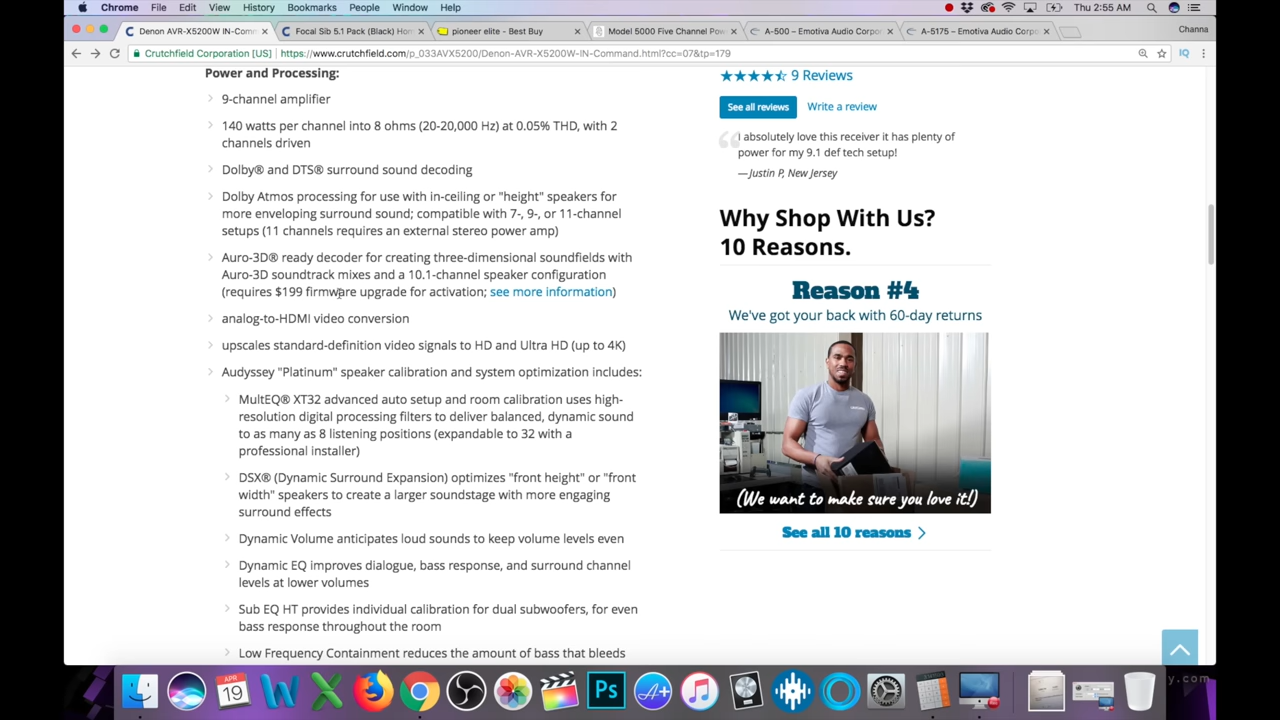 Chrome File Edit View History Bookmarks People Window Help Thu 2:55 AM
Denon AVR-X5200W IN-Comm Focal Sib 5.1 Pack (Black) Hom pioneer elite - Best Buy Model 5000 Five Channel Pow A-500 – Emotiva Audio Corpo A-5175 – Emotiva Audio Corpo Channa
Crutchfield Corporation [US] https://www.crutchfield.com/p_033AVX5200/Denon-AVR-X5200W-IN-Command.html?cc=07&tp=179 IQ
Power and Processing:
9-channel amplifier
140 watts per channel into 8 ohms (20-20,000 Hz) at 0.05% THD, with 2
channels driven
Dolby® and DTS® surround sound decoding
Dolby Atmos processing for use with in-ceiling or "height" speakers for
more enveloping surround sound; compatible with 7-, 9-, or 11-channel
setups (11 channels requires an external stereo power amp)
Auro-3D® ready decoder for creating three-dimensional soundfields with
Auro-3D soundtrack mixes and a 10.1-channel speaker configuration
(requires $199 firmware upgrade for activation; see more information)
analog-to-HDMI video conversion
upscales standard-definition video signals to HD and Ultra HD (up to 4K)
Audyssey "Platinum" speaker calibration and system optimization includes:
MultEQ® XT32 advanced auto setup and room calibration uses high-
resolution digital processing filters to deliver balanced, dynamic sound
to as many as 8 listening positions (expandable to 32 with a
professional installer)
DSX® (Dynamic Surround Expansion) optimizes "front height" or "front
width" speakers to create a larger soundstage with more engaging
surround effects
Dynamic Volume anticipates loud sounds to keep volume levels even
Dynamic EQ improves dialogue, bass response, and surround channel
levels at lower volumes
Sub EQ HT provides individual calibration for dual subwoofers, for even
bass response throughout the room
Low Frequency Containment reduces the amount of bass that bleeds
9 Reviews
See all reviews Write a review
I absolutely love this receiver it has plenty of
power for my 9.1 def tech setup!
—Justin P, New Jersey
Why Shop With Us?
10 Reasons.
Reason #4
We've got your back with 60-day returns
(We want to make sure you love it!)
See all 10 reasons
APR
19
Ps
y.com